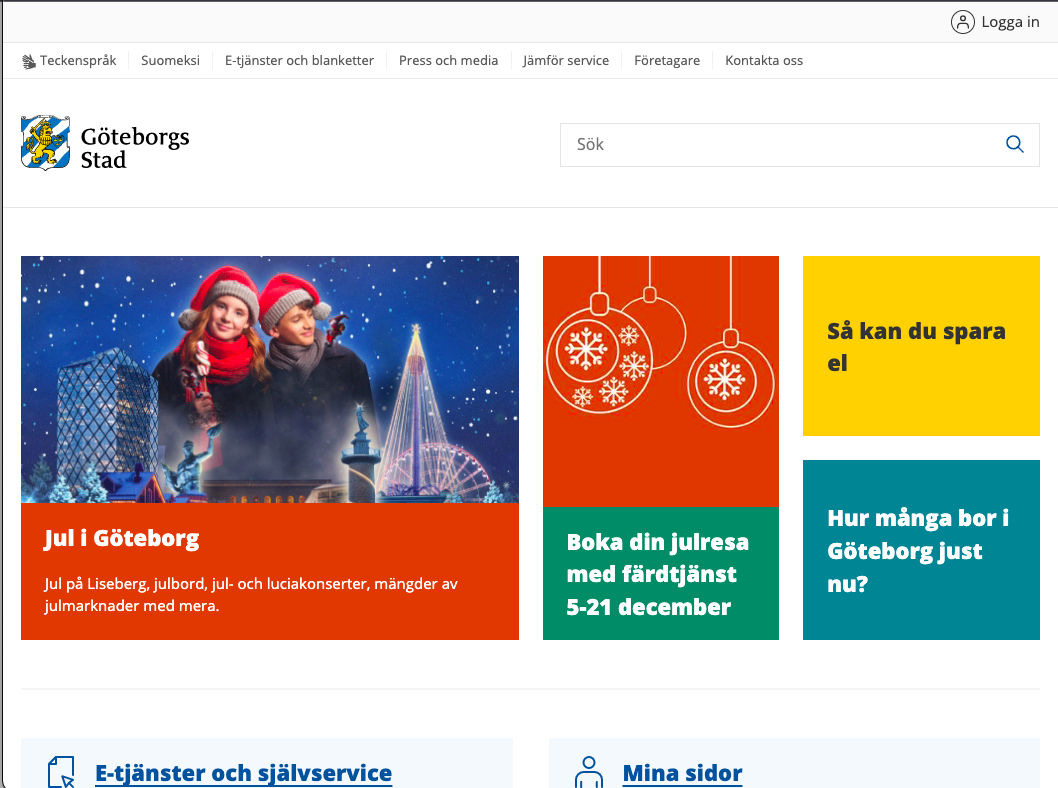 Logga in
Teckenspråk
Suomeksi
E-tjänster och blanketter
Press och media
Jämför service
Företagare
Kontakta oss
Göteborgs
Stad
Sök
Jul i Göteborg
Jul på Liseberg, julbord, jul- och luciakonserter, mängder av
julmarknader med mera.
Boka din julresa
med färdtjänst
5-21 december
Så kan du spara
el
Hur många bor i
Göteborg just
nu?
E-tjänster och självservice
Mina sidor